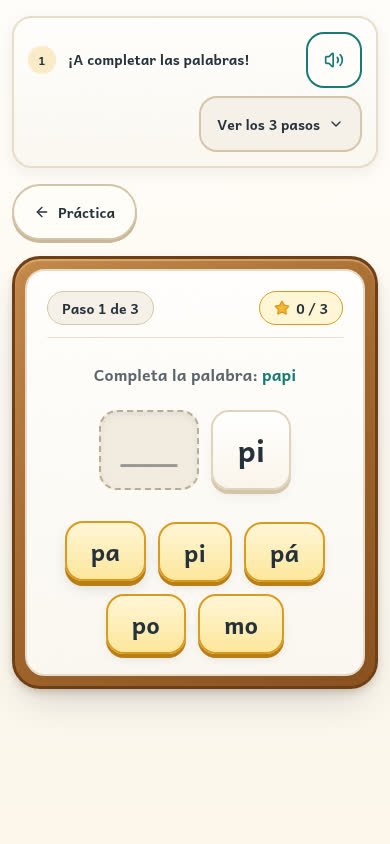 1 ¡A completar las palabras!
Ver los 3 pasos
Práctica
Paso 1 de 3
0 / 3
Completa la palabra: papi
pi
pa pi pá
po mo